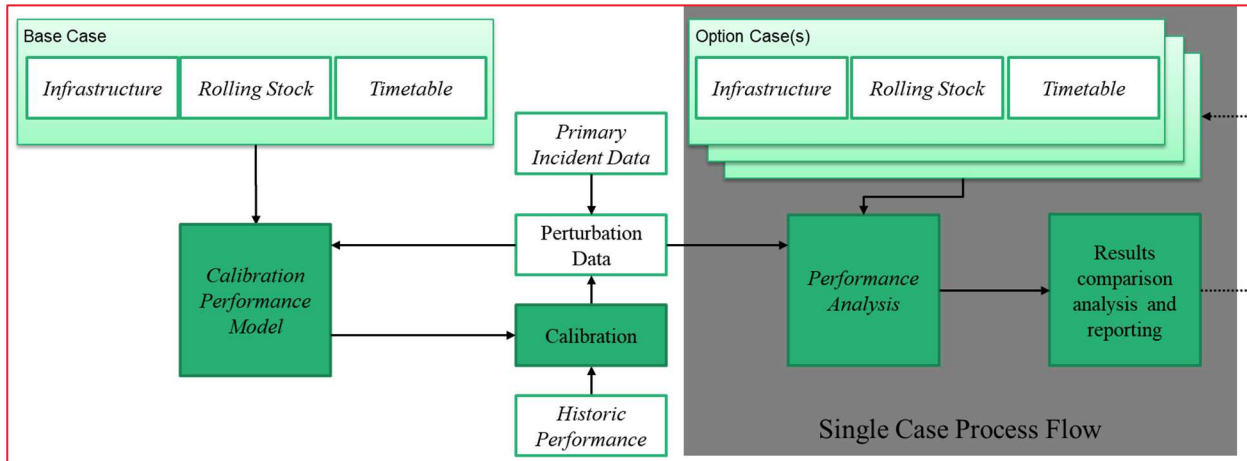 Base Case
Infrastructure
Rolling Stock
Timetable
Option Case(s)
Infrastructure
Rolling Stock
Timetable
Primary
Incident Data
Perturbation
Data
Calibration
Performance
Model
Calibration
Historic
Performance
Performance
Analysis
Results
comparison
analysis and
reporting
Single Case Process Flow